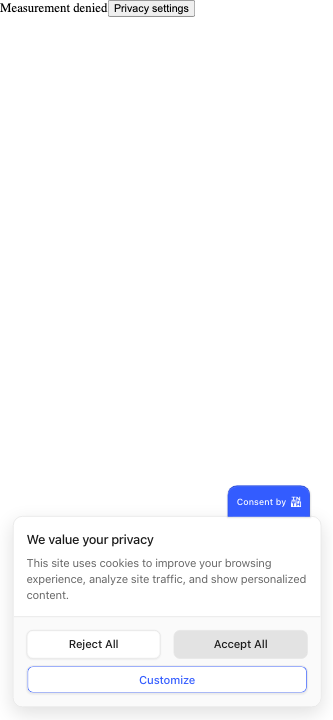 Measurement denied Privacy settings
Consent by
We value your privacy
This site uses cookies to improve your browsing
experience, analyze site traffic, and show personalized
content.
Reject All Accept All
Customize